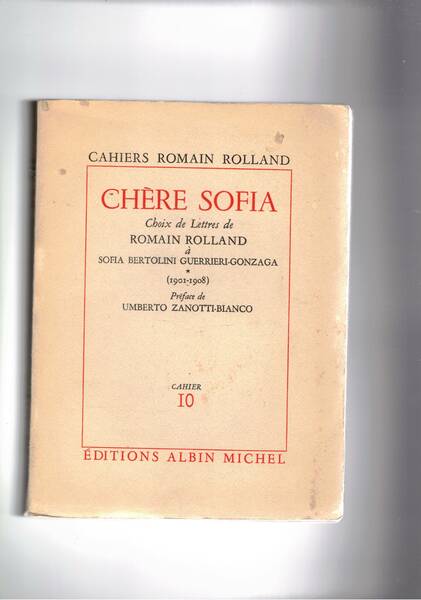 CAHIERS ROMAIN ROLLAND
CHÈRE SOFIA
Choix de Lettres de
ROMAIN ROLLAND
à
SOFIA BERTOLINI GUERRIERI-GONZAGA
*
(1901-1908)
Préface de
UMBERTO ZANOTTI-BIANCO
CAHIER
10
ÉDITIONS ALBIN MICHEL